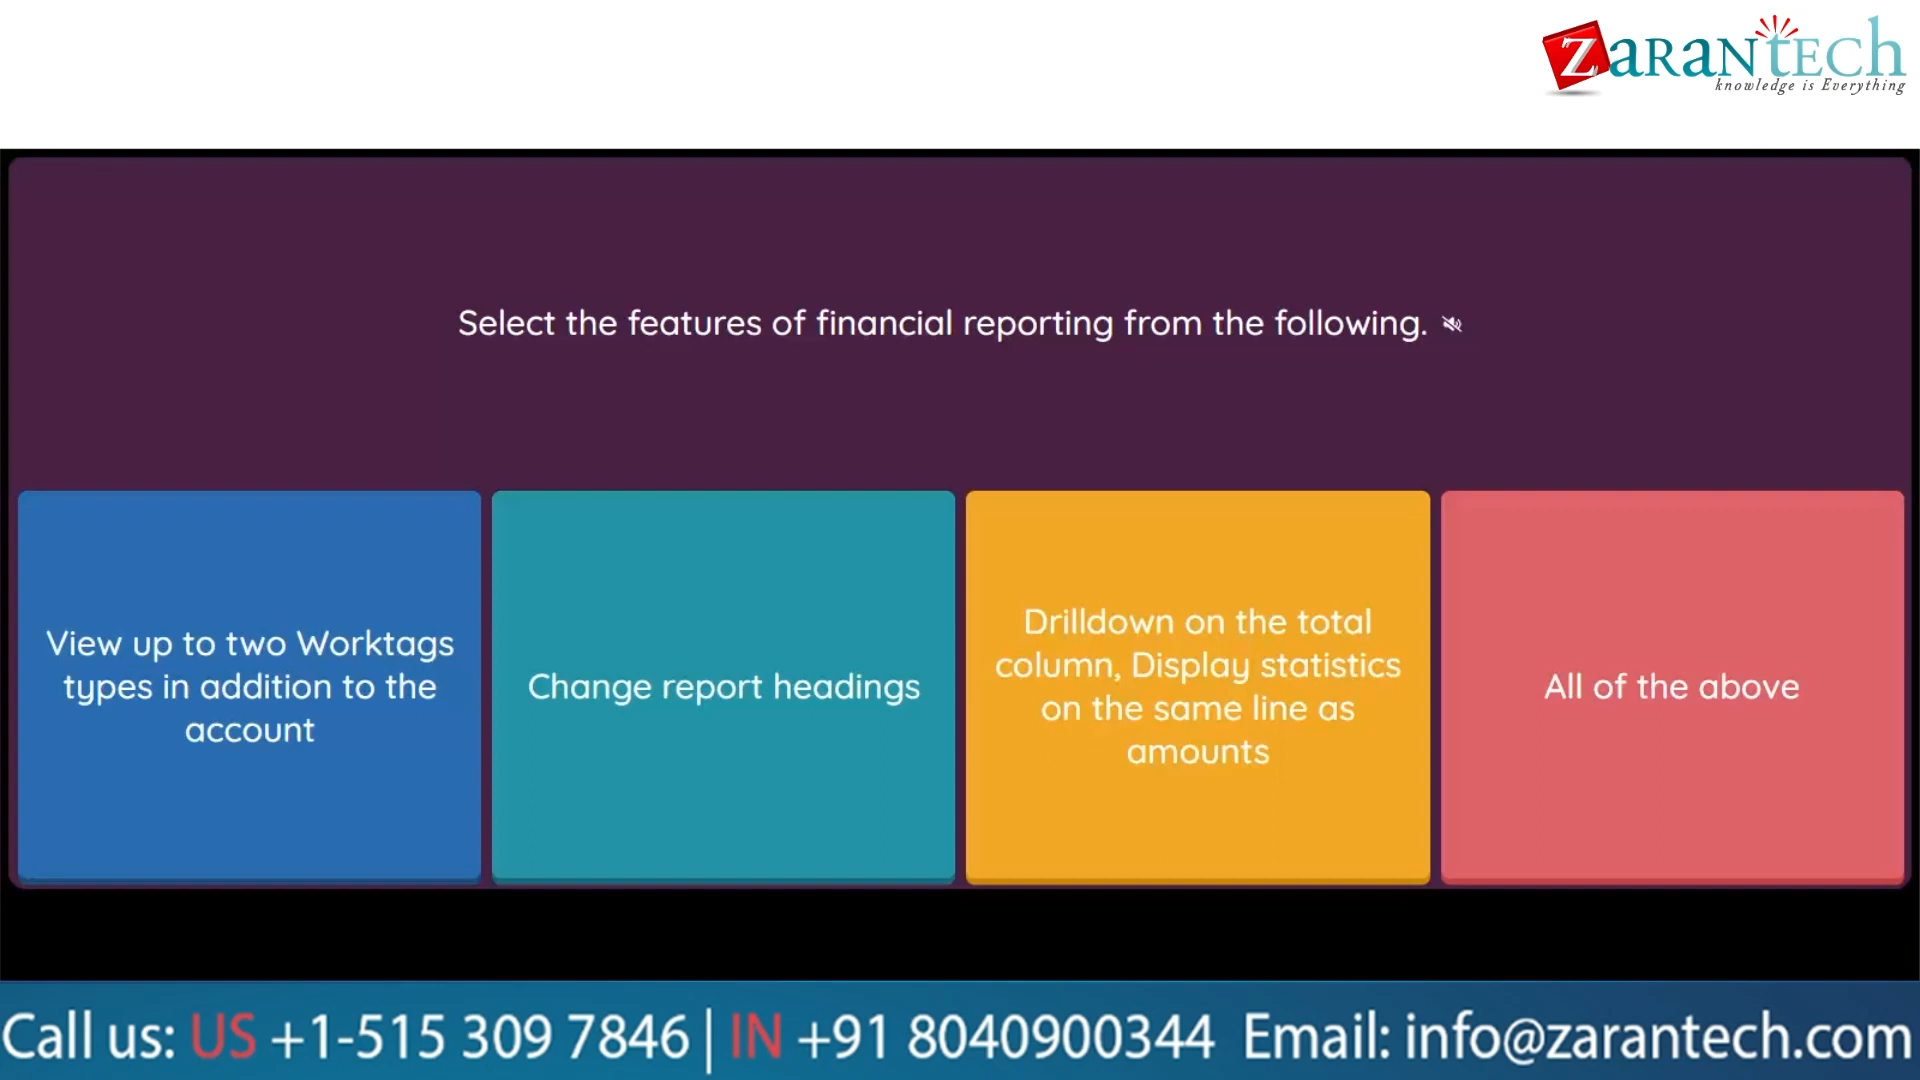 ZaranTech
knowledge is Everything
Select the features of financial reporting from the following.
View up to two Worktags
types in addition to the
account
Change report headings
Drilldown on the total
column, Display statistics
on the same line as
amounts
All of the above
Call us: US +1-515 309 7846 | IN +91 8040900344 Email: info@zarantech.com